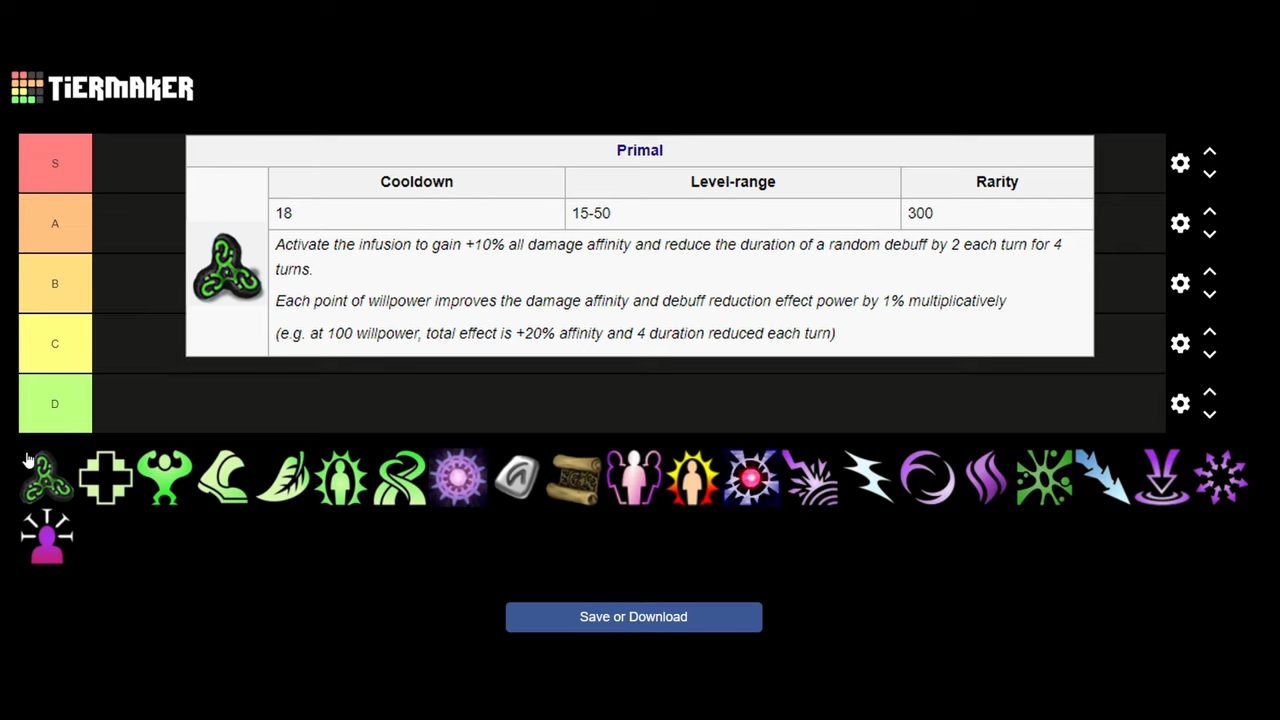 TiERMAKER
S
A
B
C
D
Primal
Cooldown Level-range Rarity
18 15-50 300
Activate the infusion to gain +10% all damage affinity and reduce the duration of a random debuff by 2 each turn for 4
turns.
Each point of willpower improves the damage affinity and debuff reduction effect power by 1% multiplicatively
(e.g. at 100 willpower, total effect is +20% affinity and 4 duration reduced each turn)
Save or Download